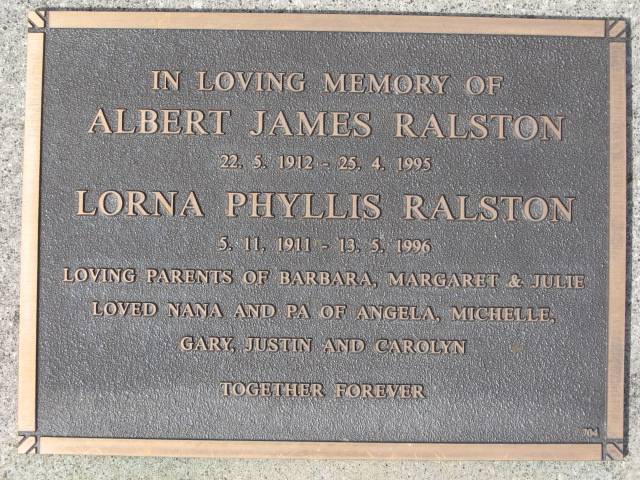 IN LOVING MEMORY OF
ALBERT JAMES RALSTON
22. 5. 1912 - 25. 4. 1995
LORNA PHYLLIS RALSTON
5. 11. 1911 - 13. 5. 1996
LOVING PARENTS OF BARBARA, MARGARET & JULIE
LOVED NANA AND PA OF ANGELA, MICHELLE,
GARY, JUSTIN AND CAROLYN
TOGETHER FOREVER
704